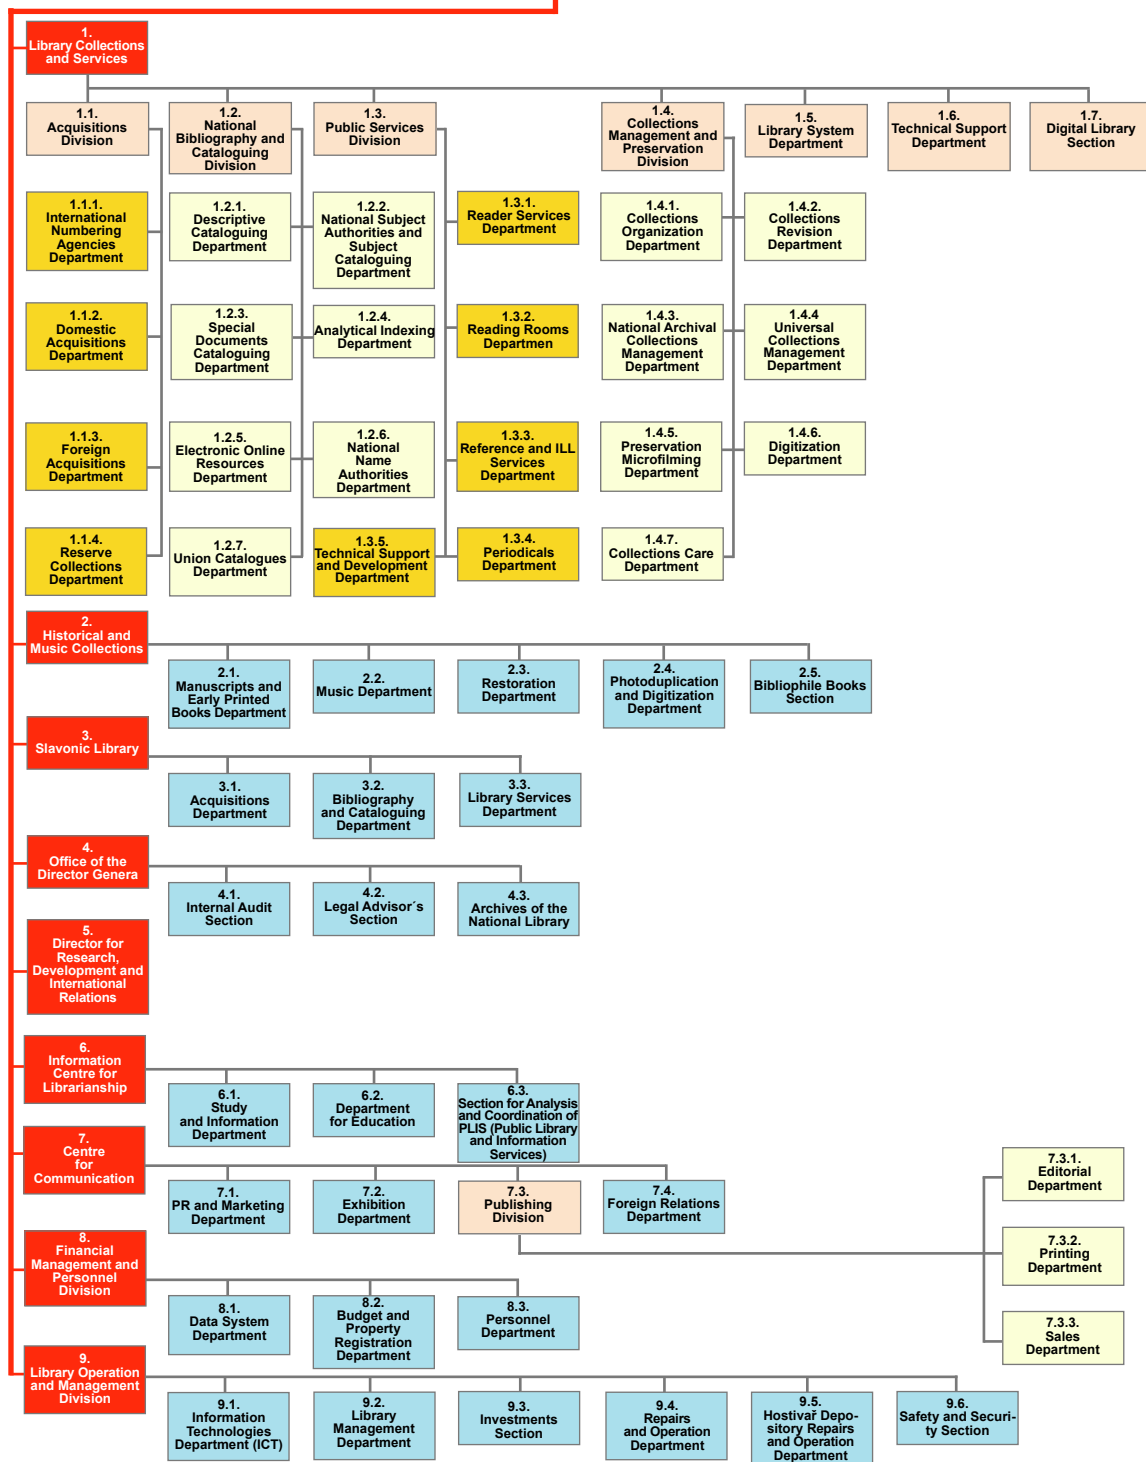 1.
Library Collections
and Services
1.1.
Acquisitions
Division
1.2.
National
Bibliography and
Cataloguing
Division
1.3.
Public Services
Division
1.4.
Collections
Management and
Preservation
Division
1.5.
Library System
Department
1.6.
Technical Support
Department
1.7.
Digital Library
Section
1.1.1.
International
Numbering
Agencies
Department
1.2.1.
Descriptive
Cataloguing
Department
1.2.2.
National Subject
Authorities and
Subject
Cataloguing
Department
1.3.1.
Reader Services
Department
1.4.1.
Collections
Organization
Department
1.4.2.
Collections
Revision
Department
1.1.2.
Domestic
Acquisitions
Department
1.2.3.
Special
Documents
Cataloguing
Department
1.2.4.
Analytical Indexing
Department
1.3.2.
Reading Rooms
Departmen
1.4.3.
National Archival
Collections
Management
Department
1.4.4
Universal
Collections
Management
Department
1.1.3.
Foreign
Acquisitions
Department
1.2.5.
Electronic Online
Resources
Department
1.2.6.
National
Name
Authorities
Department
1.3.3.
Reference and ILL
Services
Department
1.4.5.
Preservation
Microfilming
Department
1.4.6.
Digitization
Department
1.1.4.
Reserve
Collections
Department
1.2.7.
Union Catalogues
Department
1.3.5.
Technical Support
and Development
Department
1.3.4.
Periodicals
Department
1.4.7.
Collections Care
Department
2.
Historical and
Music Collections
2.1.
Manuscripts and
Early Printed
Books Department
2.2.
Music Department
2.3.
Restoration
Department
2.4.
Photoduplication
and Digitization
Department
2.5.
Bibliophile Books
Section
3.
Slavonic Library
3.1.
Acquisitions
Department
3.2.
Bibliography
and Cataloguing
Department
3.3.
Library Services
Department
4.
Office of the
Director Genera
4.1.
Internal Audit
Section
4.2.
Legal Advisor´s
Section
4.3.
Archives of the
National Library
5.
Director for
Research,
Development and
International
Relations
6.
Information
Centre for
Librarianship
6.1.
Study
and Information
Department
6.2.
Department
for Education
6.3.
Section for Analysis
and Coordination of
PLIS (Public Library
and Information
Services)
7.
Centre
for
Communication
7.1.
PR and Marketing
Department
7.2.
Exhibition
Department
7.3.
Publishing
Division
7.4.
Foreign Relations
Department
7.3.1.
Editorial
Department
7.3.2.
Printing
Department
7.3.3.
Sales
Department
8.
Financial
Management and
Personnel
Division
8.1.
Data System
Department
8.2.
Budget and
Property
Registration
Department
8.3.
Personnel
Department
9.
Library Operation
and Management
Division
9.1.
Information
Technologies
Department (ICT)
9.2.
Library
Management
Department
9.3.
Investments
Section
9.4.
Repairs
and Operation
Department
9.5.
Hostivař Depo-
sitory Repairs
and Operation
Department
9.6.
Safety and Securi-
ty Section